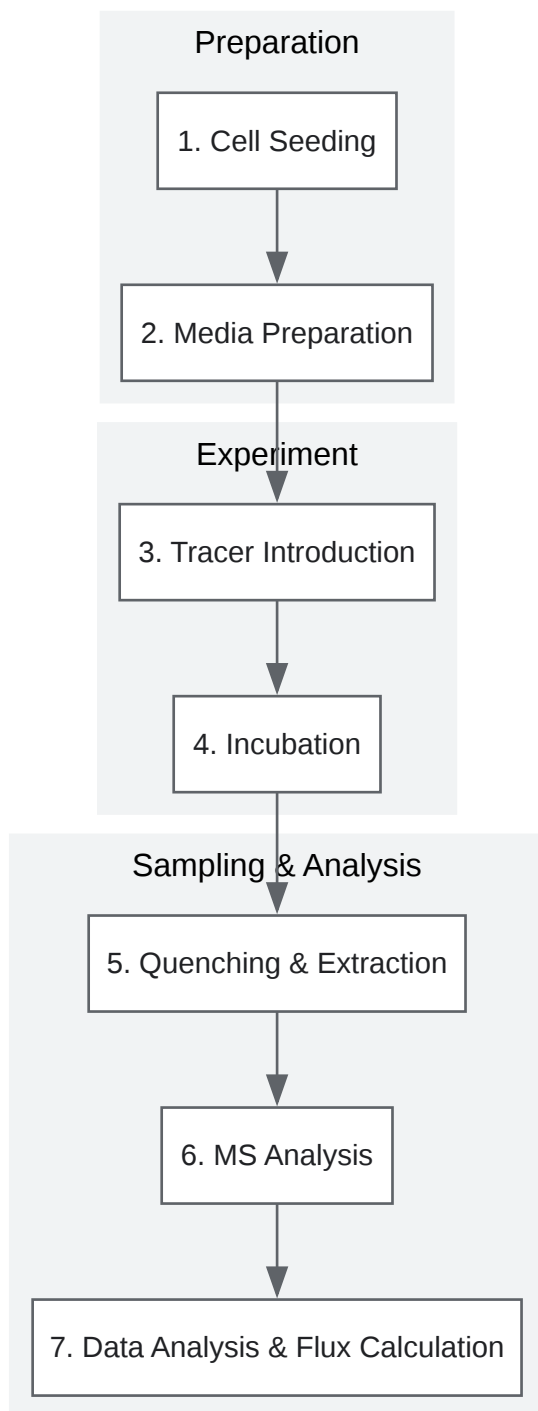 Preparation
1. Cell Seeding
2. Media Preparation
Experiment
3. Tracer Introduction
4. Incubation
Sampling & Analysis
5. Quenching & Extraction
6. MS Analysis
7. Data Analysis & Flux Calculation